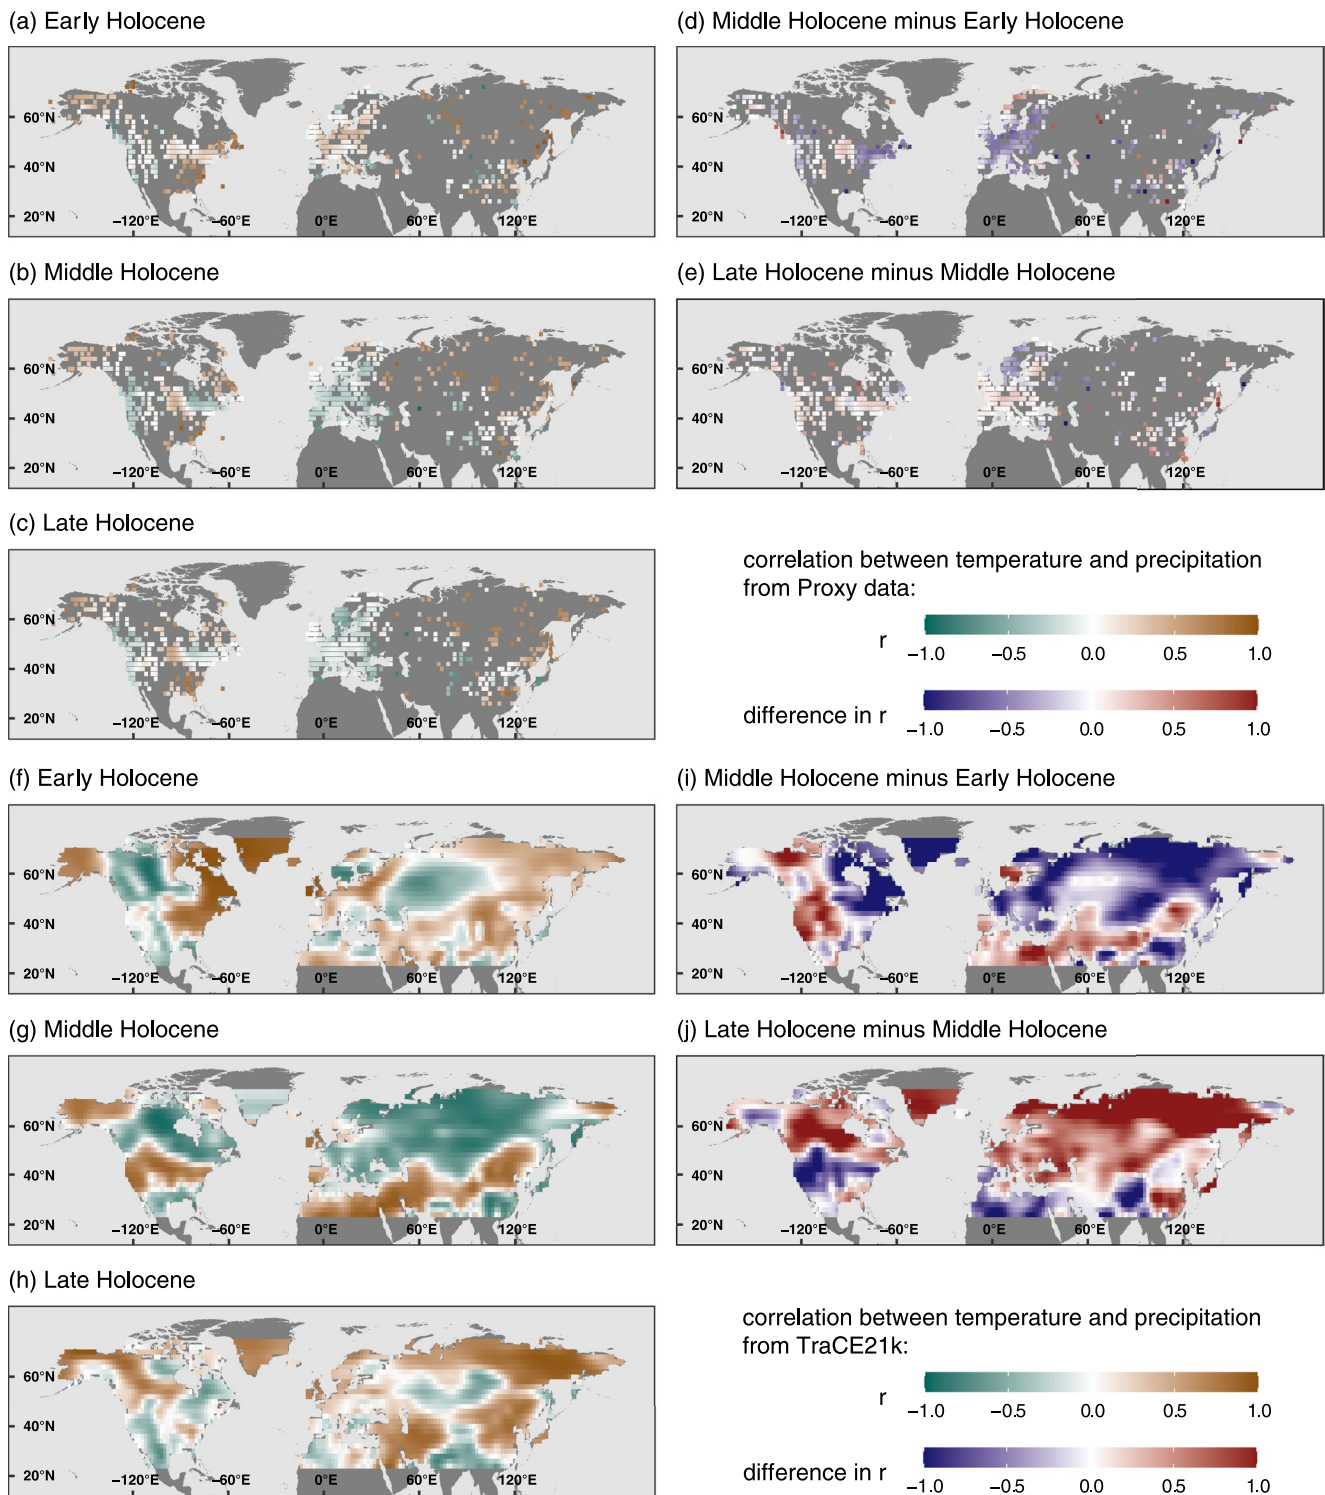 (a) Early Holocene
60°N
40°N
20°N
−120°E −60°E 0°E 60°E 120°E
(d) Middle Holocene minus Early Holocene
60°N
40°N
20°N
−120°E −60°E 0°E 60°E 120°E
(b) Middle Holocene
60°N
40°N
20°N
−120°E −60°E 0°E 60°E 120°E
(e) Late Holocene minus Middle Holocene
60°N
40°N
20°N
−120°E −60°E 0°E 60°E 120°E
(c) Late Holocene
60°N
40°N
20°N
−120°E −60°E 0°E 60°E 120°E
correlation between temperature and precipitation
from Proxy data:
r
−1.0 −0.5 0.0 0.5 1.0
difference in r
−1.0 −0.5 0.0 0.5 1.0
(f) Early Holocene
60°N
40°N
20°N
−120°E −60°E 0°E 60°E 120°E
(i) Middle Holocene minus Early Holocene
60°N
40°N
20°N
−120°E −60°E 0°E 60°E 120°E
(g) Middle Holocene
60°N
40°N
20°N
−120°E −60°E 0°E 60°E 120°E
(j) Late Holocene minus Middle Holocene
60°N
40°N
20°N
−120°E −60°E 0°E 60°E 120°E
(h) Late Holocene
60°N
40°N
20°N
−120°E −60°E 0°E 60°E 120°E
correlation between temperature and precipitation
from TraCE21k:
r
−1.0 −0.5 0.0 0.5 1.0
difference in r
−1.0 −0.5 0.0 0.5 1.0